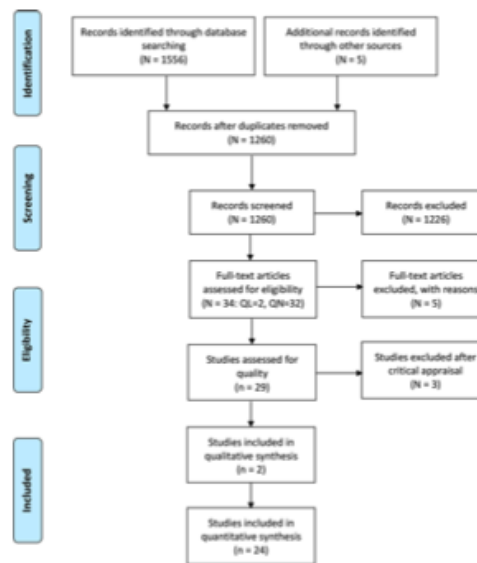 Identification
Records identified through database
searching
(N = 1556)
Additional records identified
through other sources
(N = 5)
Records after duplicates removed
(N = 1260)
Screening
Records screened
(N = 1260)
Records excluded
(N = 1226)
Eligibility
Full-text articles
assessed for eligibility
(N = 34: QL=2, QN=32)
Full-text articles
excluded, with reasons
(N = 5)
Studies assessed for
quality
(n = 29)
Studies excluded after
critical appraisal
(N = 3)
Included
Studies included in
qualitative synthesis
(n = 2)
Studies included in
quantitative synthesis
n = 24)